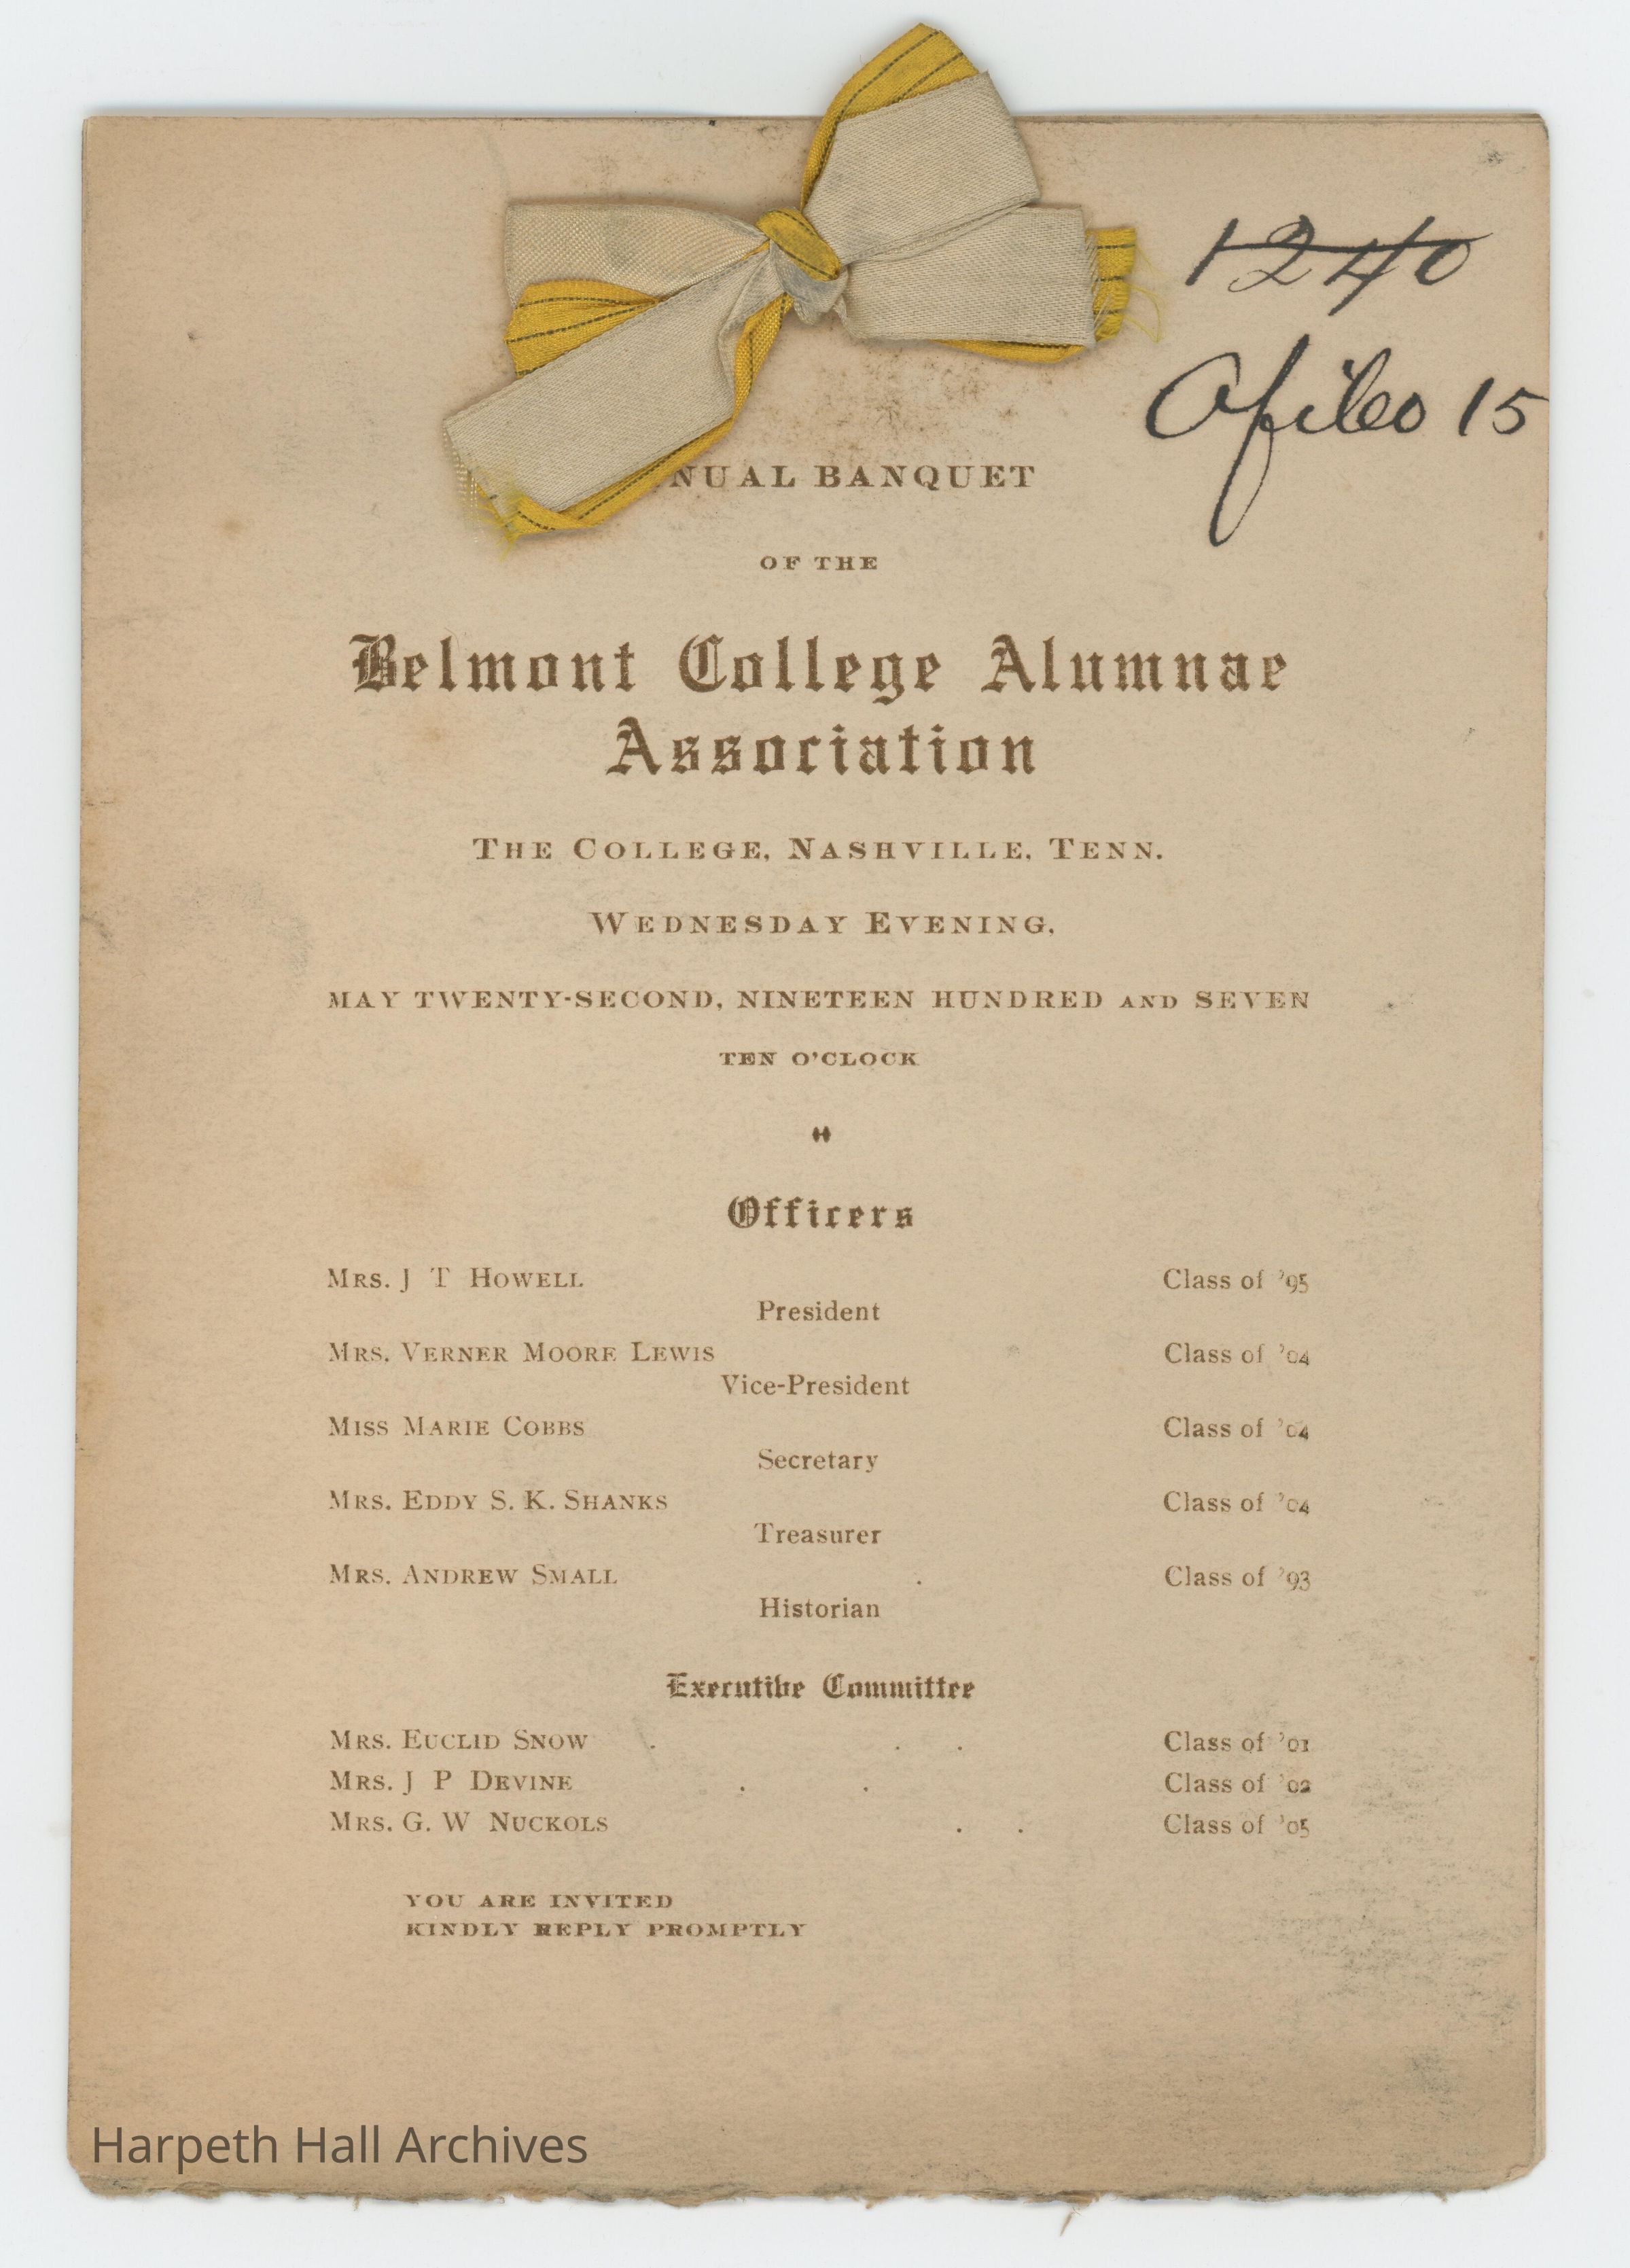 1240
15
NUAL BANQUET
OF THE
Belmont College Alumnae
Association
THE COLLEGE, NASHVILLE, TENN.
WEDNESDAY EVENING,
MAY TWENTY-SECOND, NINETEEN HUNDRED AND SEVEN
TEN O'CLOCK
Officers
MRS. J T HOWELL Class of '95
President
MRS. VERNER MOORE LEWIS Class of '04
Vice-President
MISS MARIE COBBS Class of '04
Secretary
MRS. EDDY S. K. SHANKS Class of '04
Treasurer
MRS. ANDREW SMALL . Class of '93
Historian
Executive Committee
MRS. EUCLID SNOW . . . Class of '01
MRS. J P DEVINE . . Class of '02
MRS. G. W NUCKOLS . . Class of '05
YOU ARE INVITED
KINDLY REPLY PROMPTLY
Harpeth Hall Archives